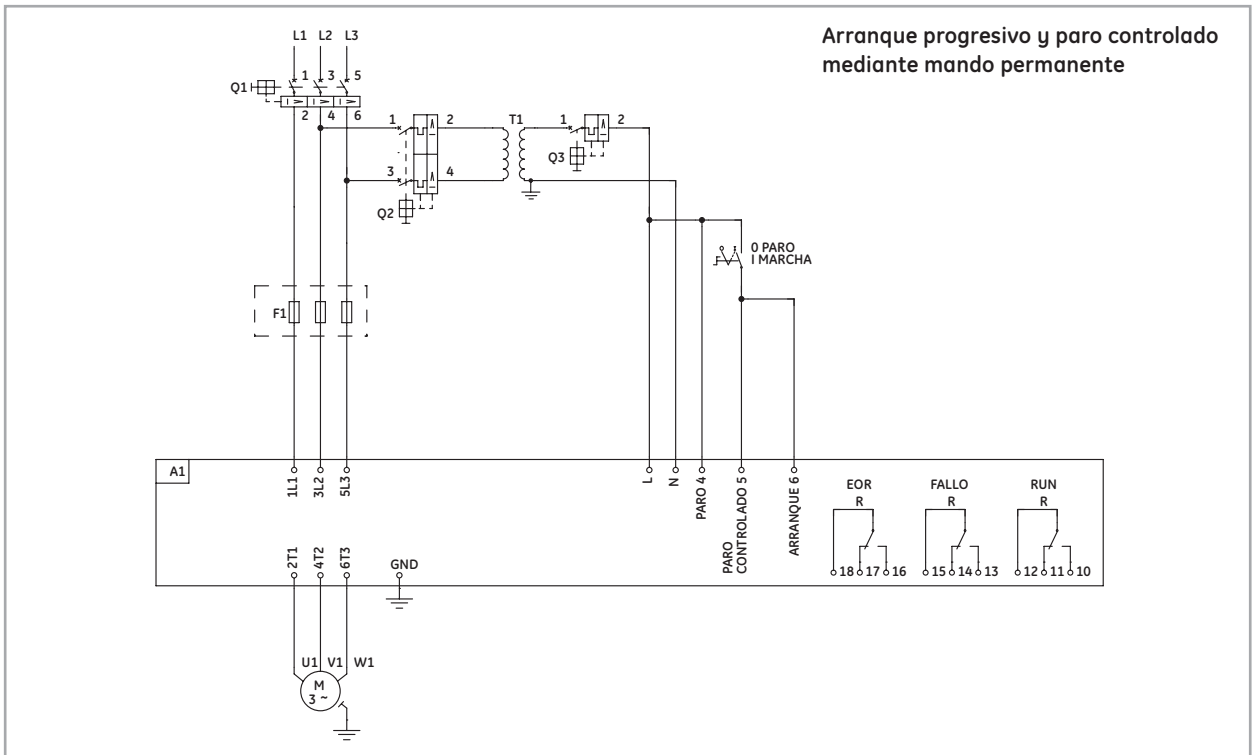 Arranque progresivo y paro controlado
mediante mando permanente
L1 L2 L3
Q1
1 3 5
2 4 6
1 2 T1 1 2
Q3
3 4
Q2
0 PARO
I MARCHA
F1
A1
1L1
3L2
5L3
L
N
PARO 4
PARO
CONTROLADO 5
ARRANQUE 6
EOR
R
18 17 16
FALLO
R
15 14 13
RUN
R
12 11 10
2T1
4T2
6T3
GND
U1 V1 W1
M
3 ~